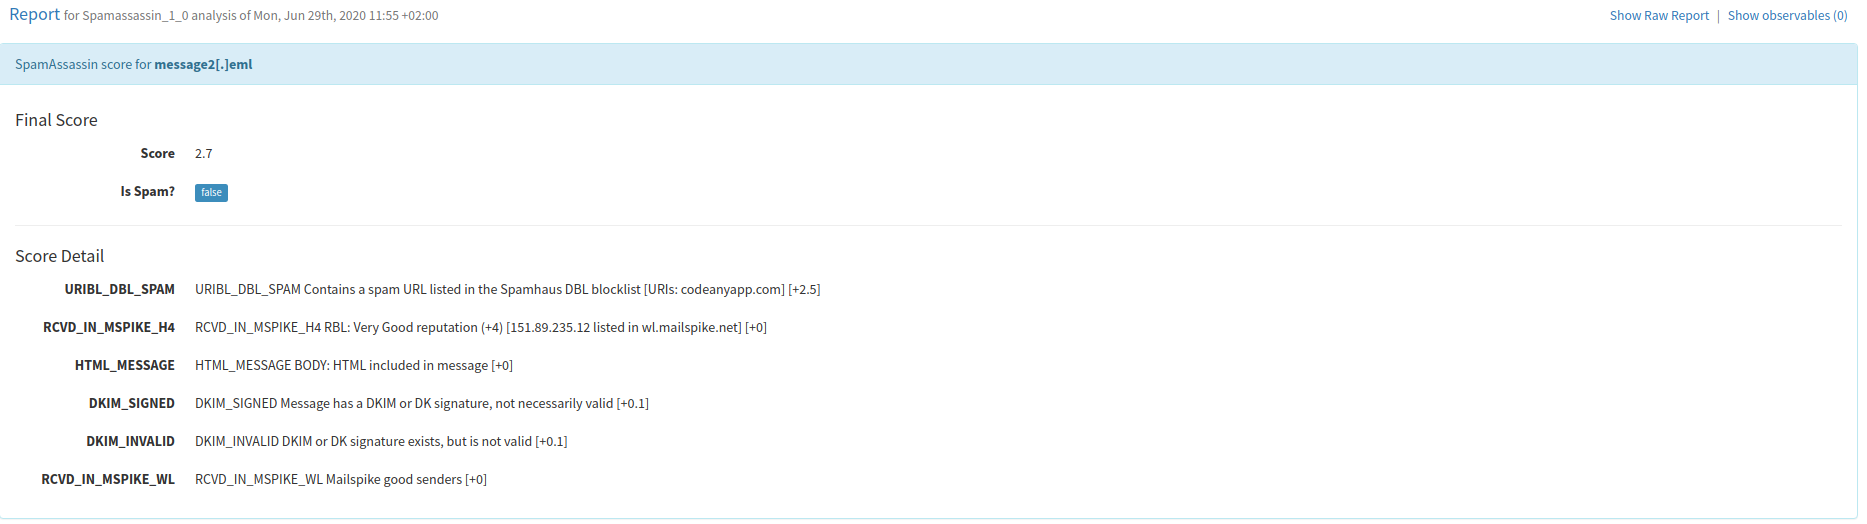 Report for Spamassassin_1_0 analysis of Mon, Jun 29th, 2020 11:55 +02:00 Show Raw Report | Show observables (0)
SpamAssassin score for message2[.]eml
Final Score
Score 2.7
Is Spam? false
Score Detail
URIBL_DBL_SPAM URIBL_DBL_SPAM Contains a spam URL listed in the Spamhaus DBL blocklist [URIs: codeanyapp.com] [+2.5]
RCVD_IN_MSPIKE_H4 RCVD_IN_MSPIKE_H4 RBL: Very Good reputation (+4) [151.89.235.12 listed in wl.mailspike.net] [+0]
HTML_MESSAGE HTML_MESSAGE BODY: HTML included in message [+0]
DKIM_SIGNED DKIM_SIGNED Message has a DKIM or DK signature, not necessarily valid [+0.1]
DKIM_INVALID DKIM_INVALID DKIM or DK signature exists, but is not valid [+0.1]
RCVD_IN_MSPIKE_WL RCVD_IN_MSPIKE_WL Mailspike good senders [+0]